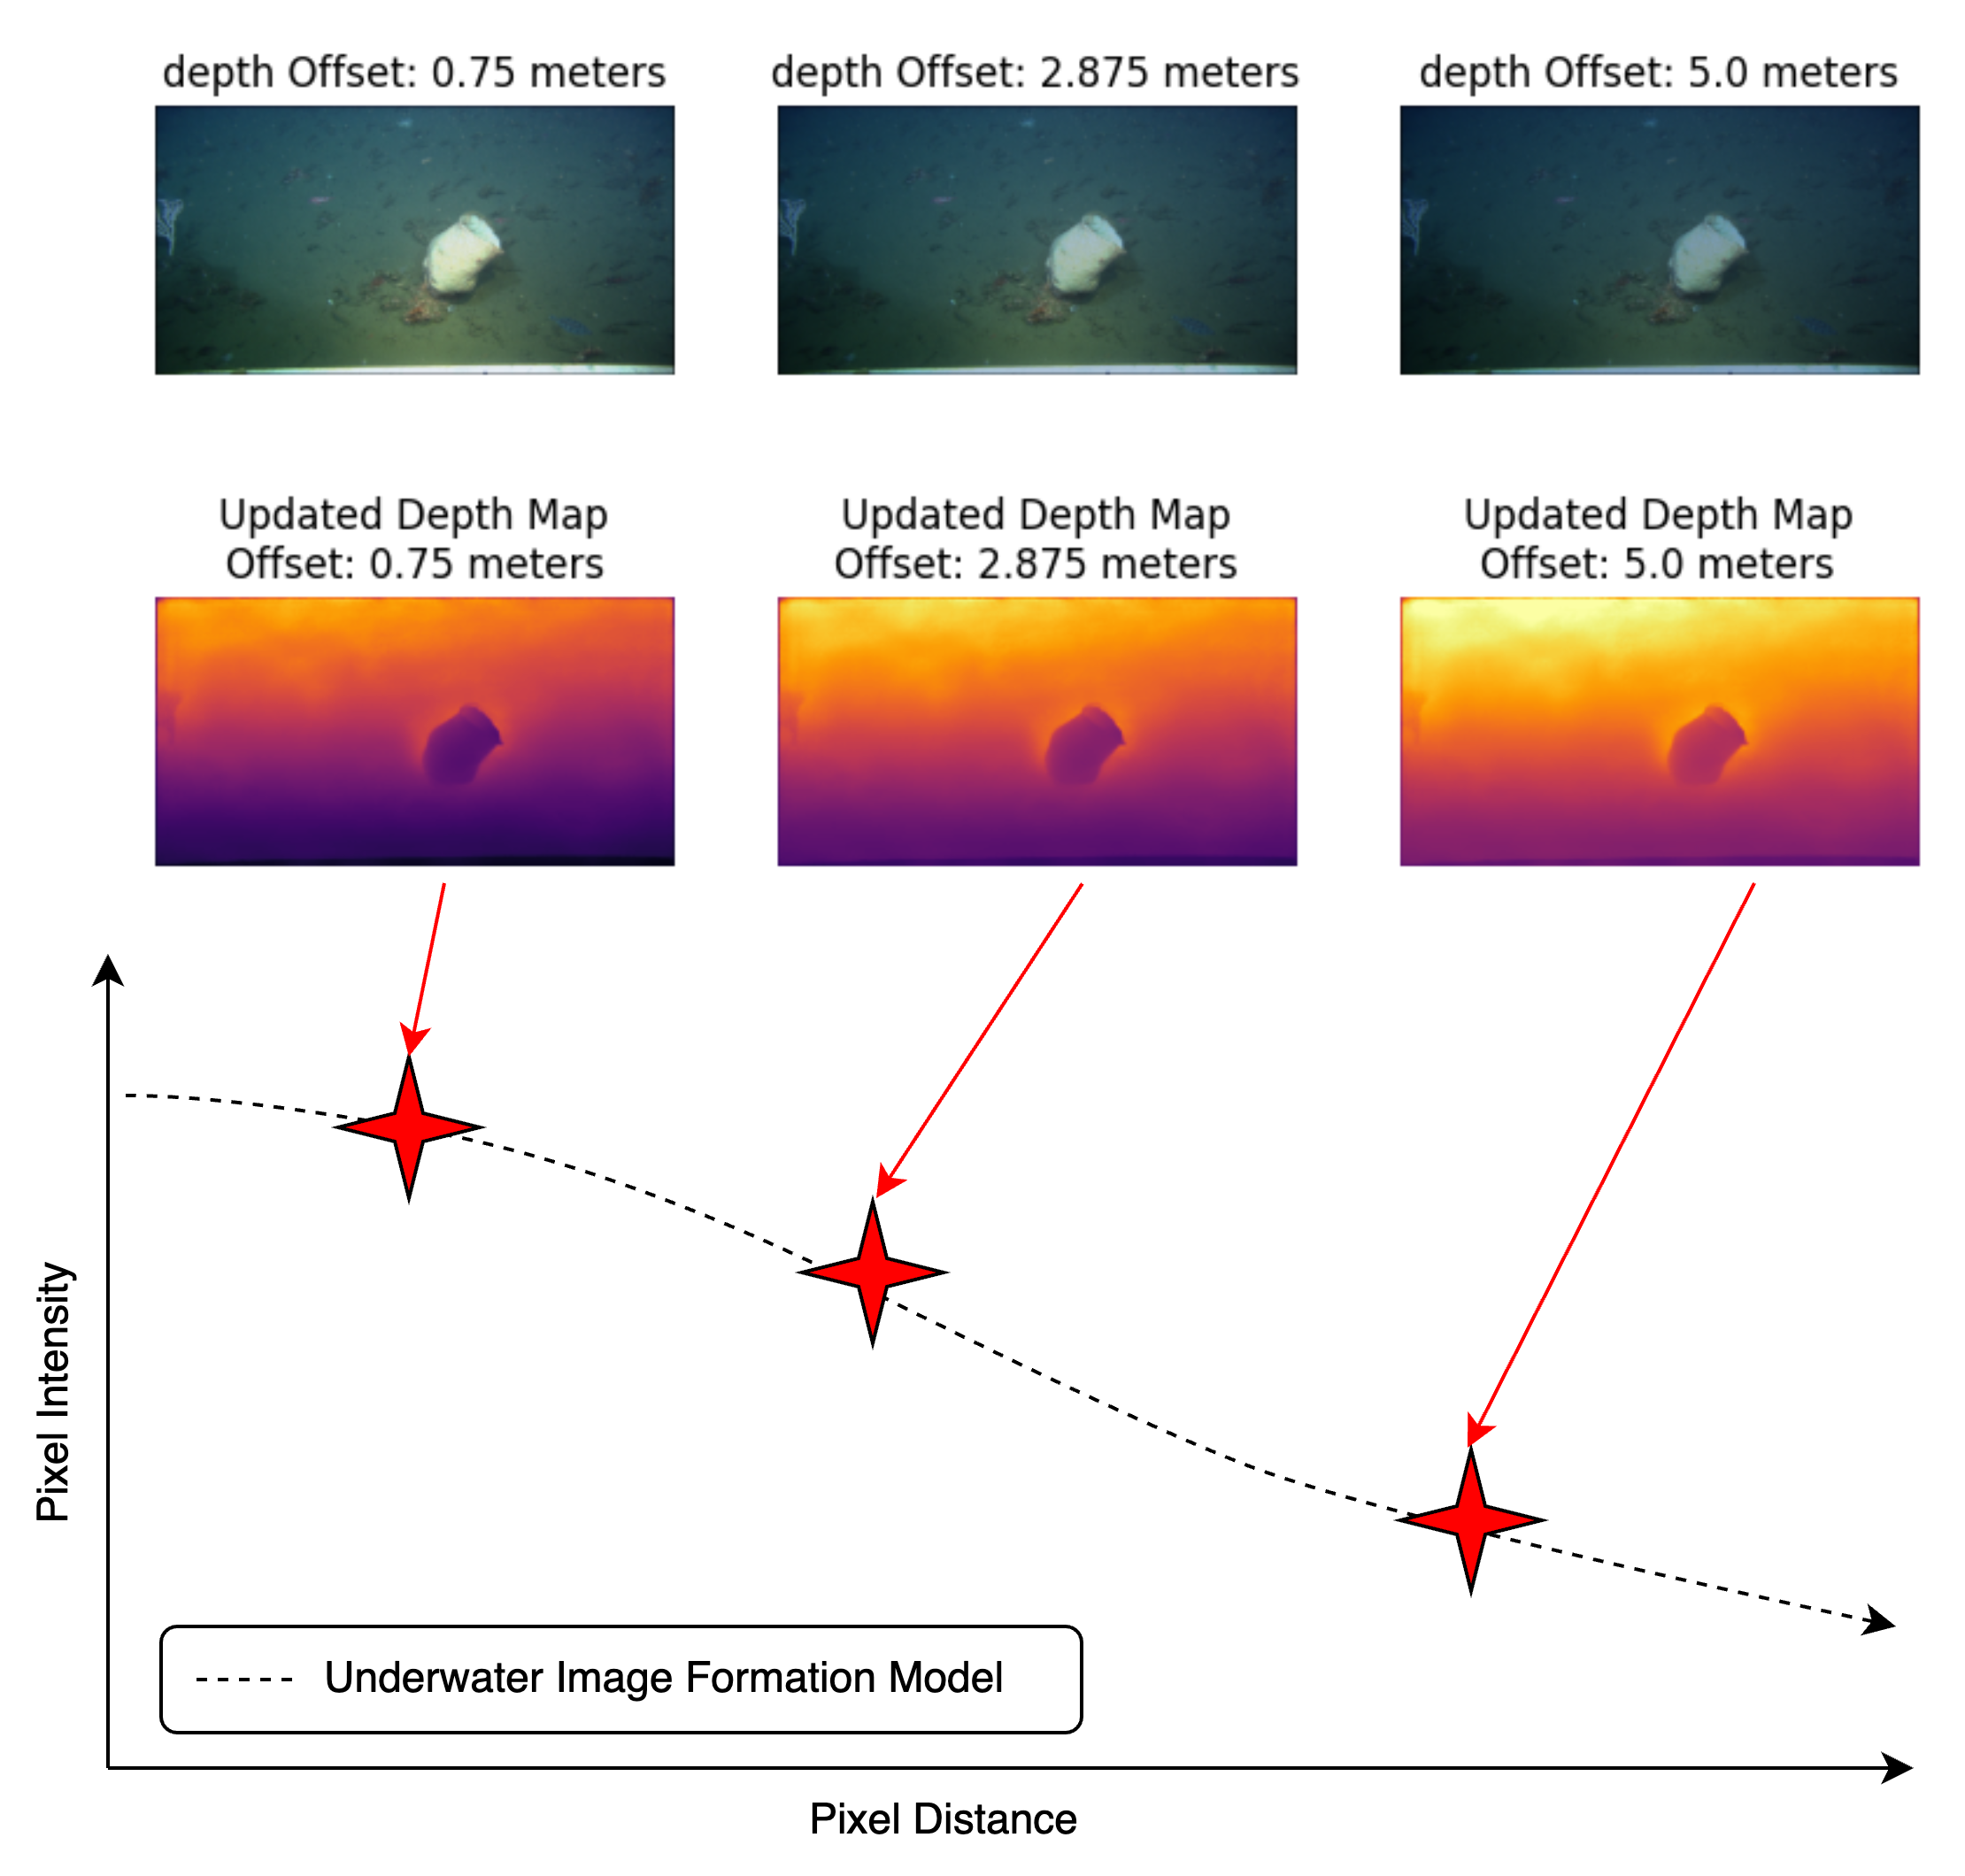 depth Offset: 0.75 meters
depth Offset: 2.875 meters
depth Offset: 5.0 meters
Updated Depth Map
Offset: 0.75 meters
Updated Depth Map
Offset: 2.875 meters
Updated Depth Map
Offset: 5.0 meters
Pixel Intensity
Underwater Image Formation Model
Pixel Distance